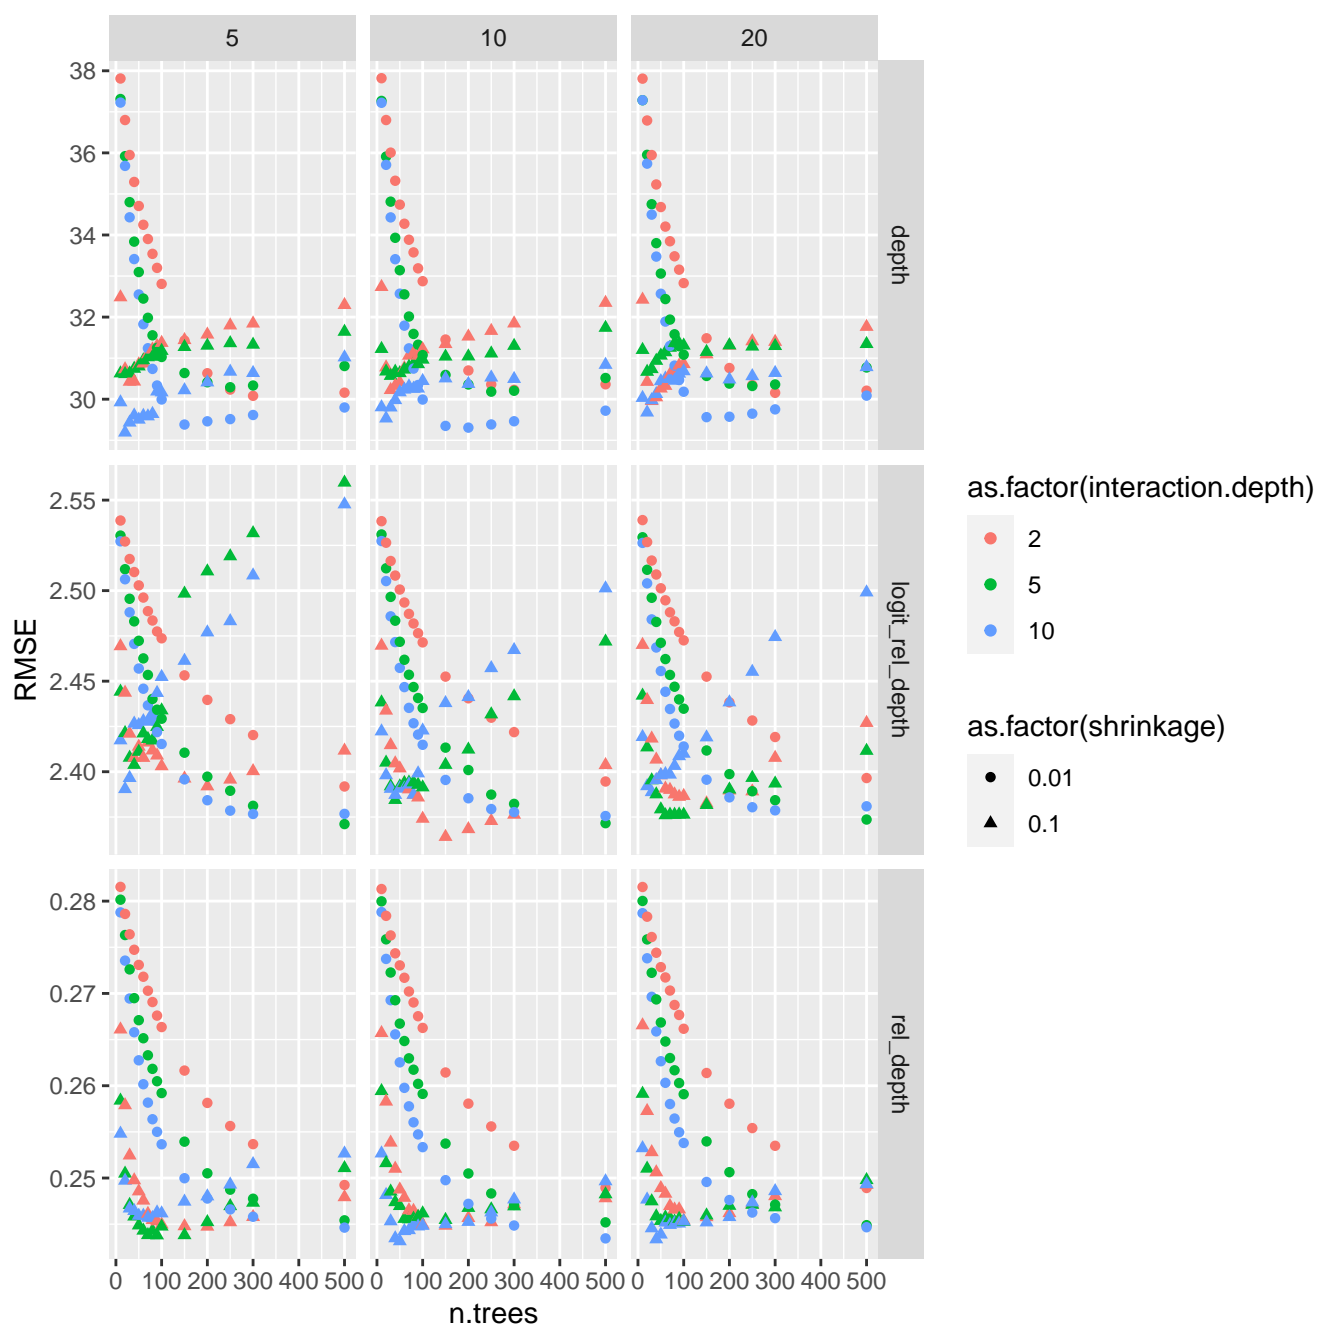 5 10 20
38
36
34
32
30
depth
2.55
2.50
2.45
2.40
logit_rel_depth
0.28
0.27
0.26
0.25
rel_depth
RMSE
0 100 200 300 400 500 0 100 200 300 400 500 0 100 200 300 400 500
n.trees
as.factor(interaction.depth)
2
5
10
as.factor(shrinkage)
0.01
0.1